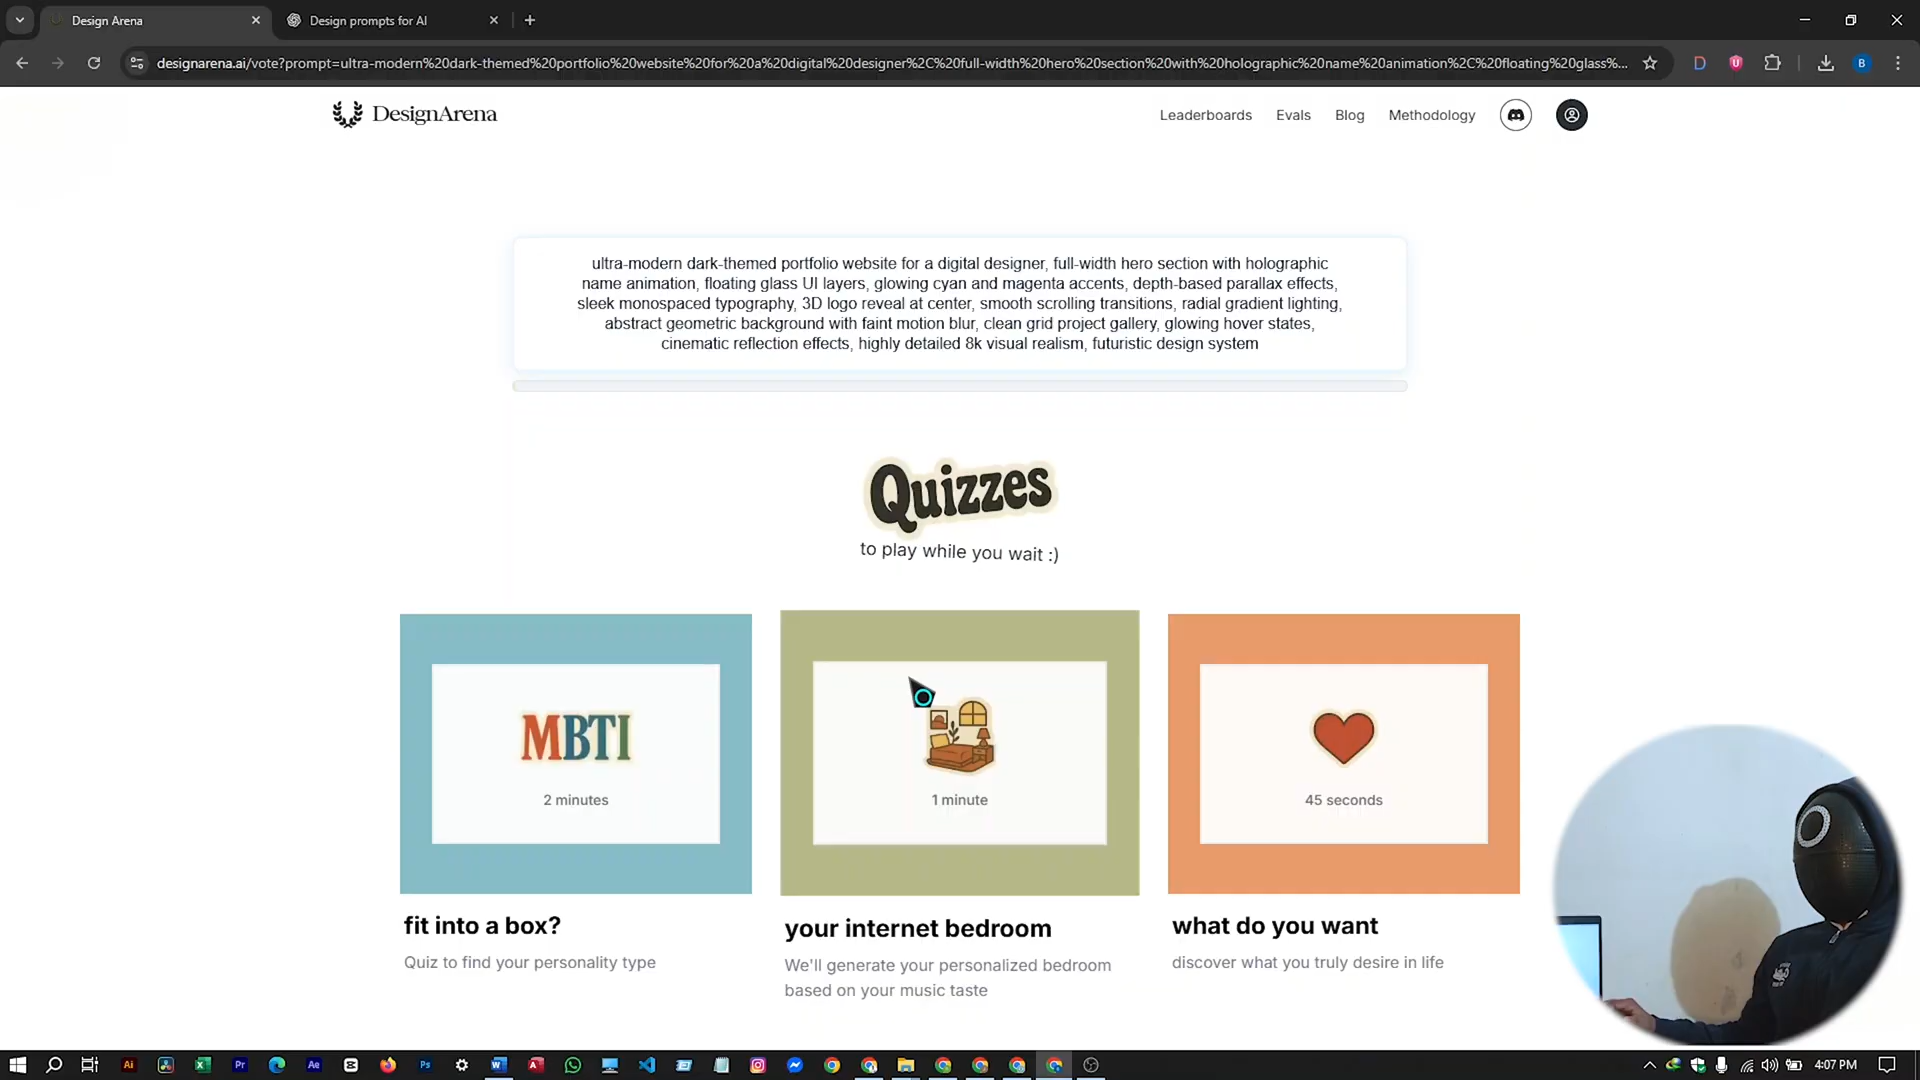 Design Arena
Design prompts for AI
designarena.ai/vote?prompt=ultra-modern%20dark-themed%20portfolio%20website%20for%20a%20digital%20designer%2C%20full-width%20hero%20section%20with%20holographic%20name%20animation%2C%20floating%20glass%...
B
DesignArena
Leaderboards
Evals
Blog
Methodology
ultra-modern dark-themed portfolio website for a digital designer, full-width hero section with holographic
name animation, floating glass UI layers, glowing cyan and magenta accents, depth-based parallax effects,
sleek monospaced typography, 3D logo reveal at center, smooth scrolling transitions, radial gradient lighting,
abstract geometric background with faint motion blur, clean grid project gallery, glowing hover states,
cinematic reflection effects, highly detailed 8k visual realism, futuristic design system
Quizzes
to play while you wait :)
MBTI
2 minutes
fit into a box?
Quiz to find your personality type
1 minute
your internet bedroom
We'll generate your personalized bedroom
based on your music taste
45 seconds
what do you want
discover what you truly desire in life
4:07 PM